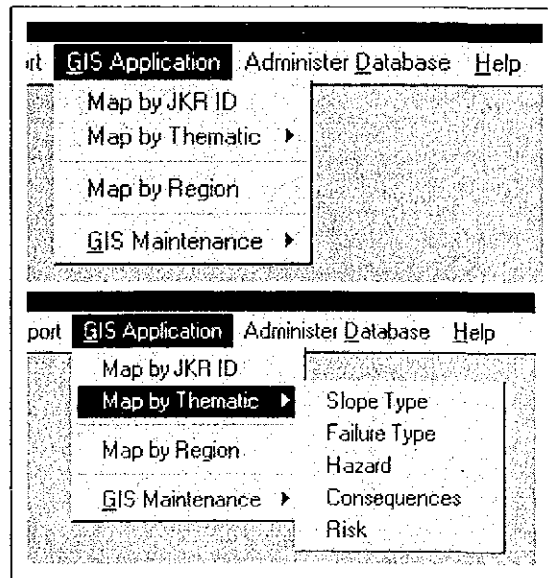 rt GIS Application Administer Database Help
Map by JKR ID
Map by Thematic
Map by Region
GIS Maintenance
port GIS Application Administer Database Help
Map by JKR ID
Map by Thematic
Slope Type
Failure Type
Map by Region
Hazard
GIS Maintenance
Consequences
Risk